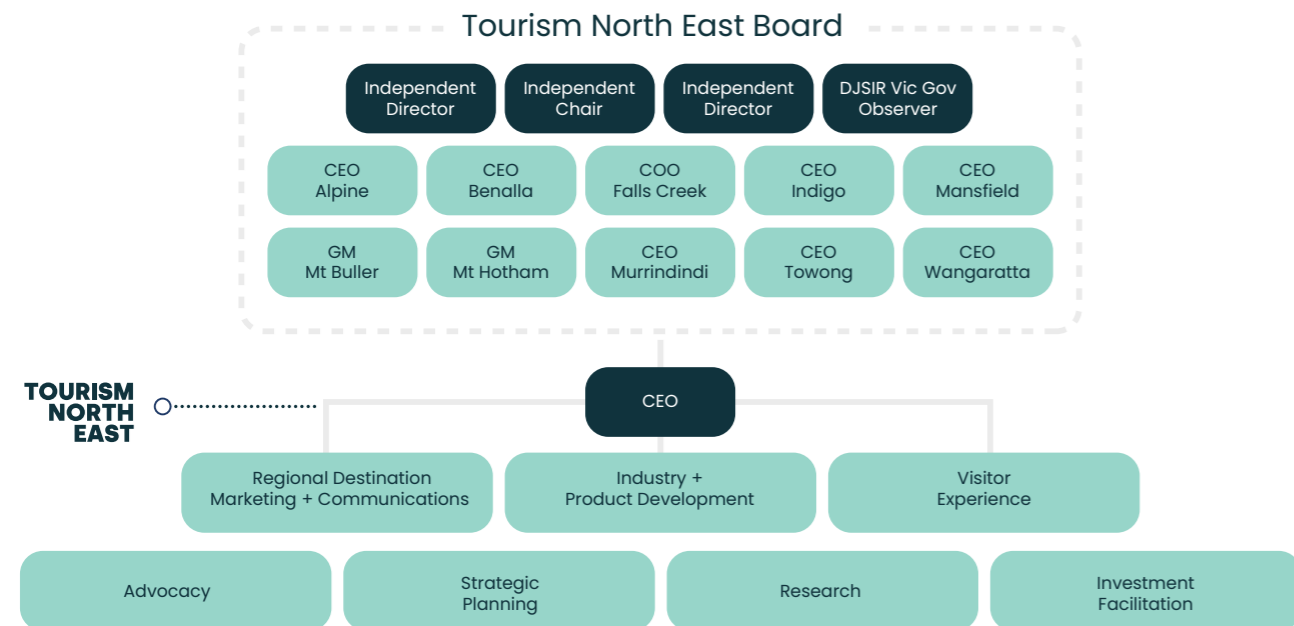 Tourism North East Board
Independent
Director
Independent
Chair
Independent
Director
DJSIR Vic Gov
Observer
CEO
Alpine
CEO
Benalla
COO
Falls Creek
CEO
Indigo
CEO
Mansfield
GM
Mt Buller
GM
Mt Hotham
CEO
Murrindindi
CEO
Towong
CEO
Wangaratta
CEO
TOURISM
NORTH
EAST
Regional Destination
Marketing + Communications
Industry +
Product Development
Visitor
Experience
Advocacy
Strategic
Planning
Research
Investment
Facilitation